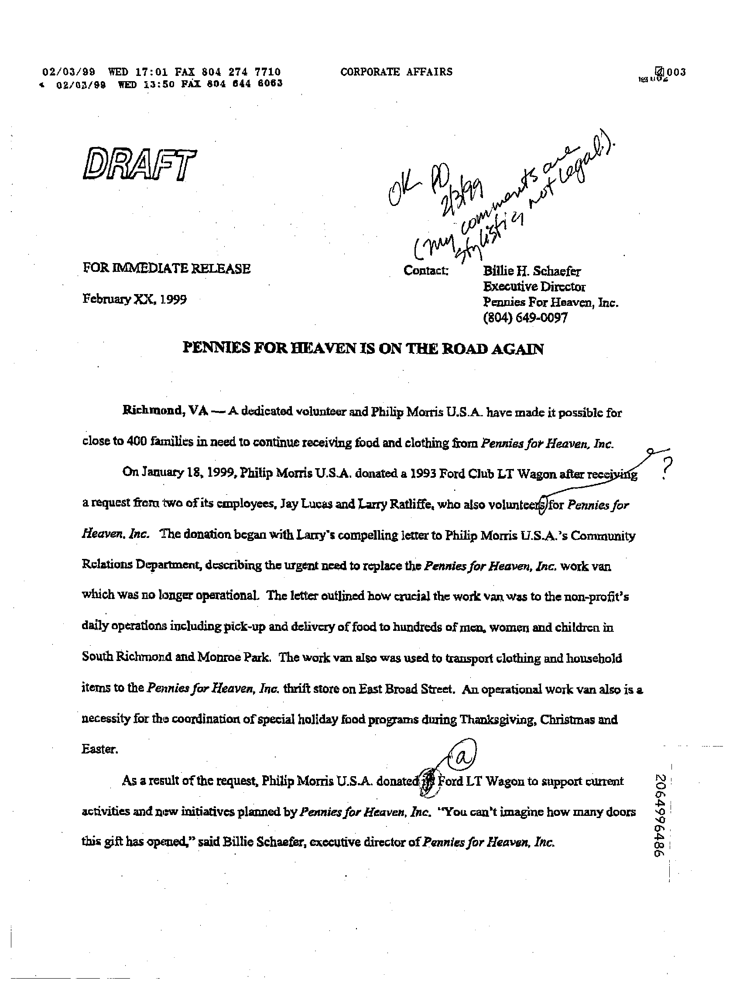 02/03/99 WED 17:01 FAX 804 274 7710 CORPORATE AFFAIRS 003
02/03/99 WED 13:50 FAX 804 644 6063
DRAFT
OK PD
2/3/99
(my comments are
stylistic, not legal).
FOR IMMEDIATE RELEASE
Contact: Billie H. Schaefer
Executive Director
February XX, 1999
Pennies For Heaven, Inc.
(804) 649-0097
PENNIES FOR HEAVEN IS ON THE ROAD AGAIN
Richmond, VA — A dedicated volunteer and Philip Morris U.S.A. have made it possible for
close to 400 families in need to continue receiving food and clothing from Pennies for Heaven, Inc.
On January 18, 1999, Philip Morris U.S.A. donated a 1993 Ford Club LT Wagon after receiving
?
a request from two of its employees, Jay Lucas and Larry Ratliffe, who also volunteers for Pennies for
Heaven, Inc. The donation began with Larry's compelling letter to Philip Morris U.S.A.'s Community
Relations Department, describing the urgent need to replace the Pennies for Heaven, Inc. work van
which was no longer operational. The letter outlined how crucial the work van was to the non-profit's
daily operations including pick-up and delivery of food to hundreds of men, women and children in
South Richmond and Monroe Park. The work van also was used to transport clothing and household
items to the Pennies for Heaven, Inc. thrift store on East Broad Street. An operational work van also is a
necessity for the coordination of special holiday food programs during Thanksgiving, Christmas and
Easter.
a
As a result of the request, Philip Morris U.S.A. donated Ford LT Wagon to support current
activities and new initiatives planned by Pennies for Heaven, Inc. "You can't imagine how many doors
this gift has opened," said Billie Schaefer, executive director of Pennies for Heaven, Inc.
2064996486